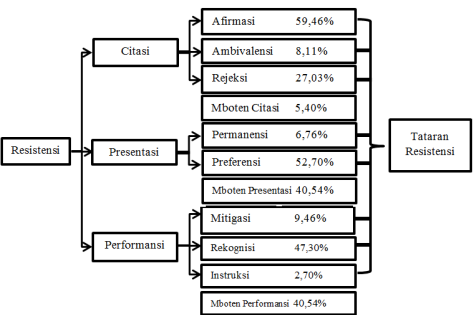 Afirmasi 59,46%
Citasi
Ambivalensi 8,11%
Rejeksi 27,03%
Mboten Citasi 5,40%
Resistensi
Presentasi
Permanensi 6,76%
Preferensi 52,70%
Mboten Presentasi 40,54%
Tataran
Resistensi
Performansi
Mitigasi 9,46%
Rekognisi 47,30%
Instruksi 2,70%
Mboten Performansi 40,54%